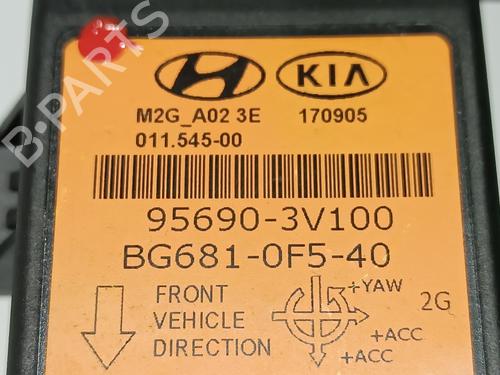 B-PARTS
KIA
M2G_A02 3E 170905
011.545-00
95690-3V100
BG681-0F5-40
FRONT
VEHICLE
DIRECTION
+YAW
2G
+ACC
+ACC